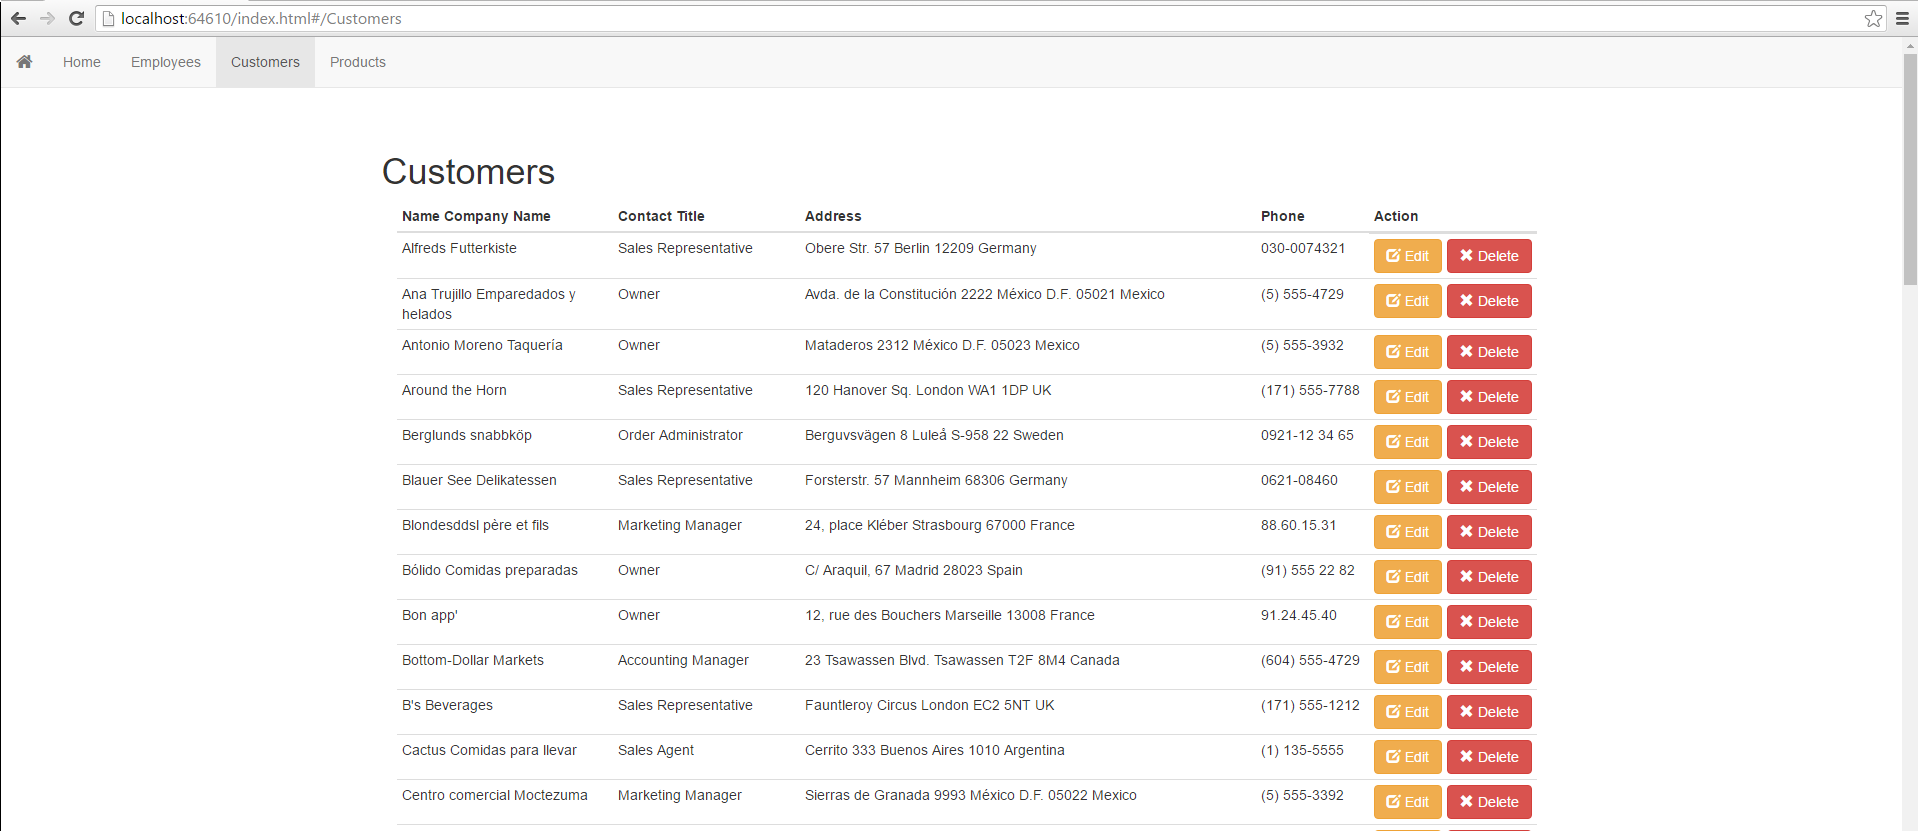 localhost:64610/index.html#/Customers
Home Employees Customers Products
Customers
Name Company Name Contact Title Address Phone Action
Alfreds Futterkiste Sales Representative Obere Str. 57 Berlin 12209 Germany 030-0074321 Edit Delete
Ana Trujillo Emparedados y Owner Avda. de la Constitución 2222 México D.F. 05021 Mexico (5) 555-4729 Edit Delete
helados
Antonio Moreno Taquería Owner Mataderos 2312 México D.F. 05023 Mexico (5) 555-3932 Edit Delete
Around the Horn Sales Representative 120 Hanover Sq. London WA1 1DP UK (171) 555-7788 Edit Delete
Berglunds snabbköp Order Administrator Berguvsvägen 8 Luleå S-958 22 Sweden 0921-12 34 65 Edit Delete
Blauer See Delikatessen Sales Representative Forsterstr. 57 Mannheim 68306 Germany 0621-08460 Edit Delete
Blondesddsl père et fils Marketing Manager 24, place Kléber Strasbourg 67000 France 88.60.15.31 Edit Delete
Bólido Comidas preparadas Owner C/ Araquil, 67 Madrid 28023 Spain (91) 555 22 82 Edit Delete
Bon app' Owner 12, rue des Bouchers Marseille 13008 France 91.24.45.40 Edit Delete
Bottom-Dollar Markets Accounting Manager 23 Tsawassen Blvd. Tsawassen T2F 8M4 Canada (604) 555-4729 Edit Delete
B's Beverages Sales Representative Fauntleroy Circus London EC2 5NT UK (171) 555-1212 Edit Delete
Cactus Comidas para llevar Sales Agent Cerrito 333 Buenos Aires 1010 Argentina (1) 135-5555 Edit Delete
Centro comercial Moctezuma Marketing Manager Sierras de Granada 9993 México D.F. 05022 Mexico (5) 555-3392 Edit Delete